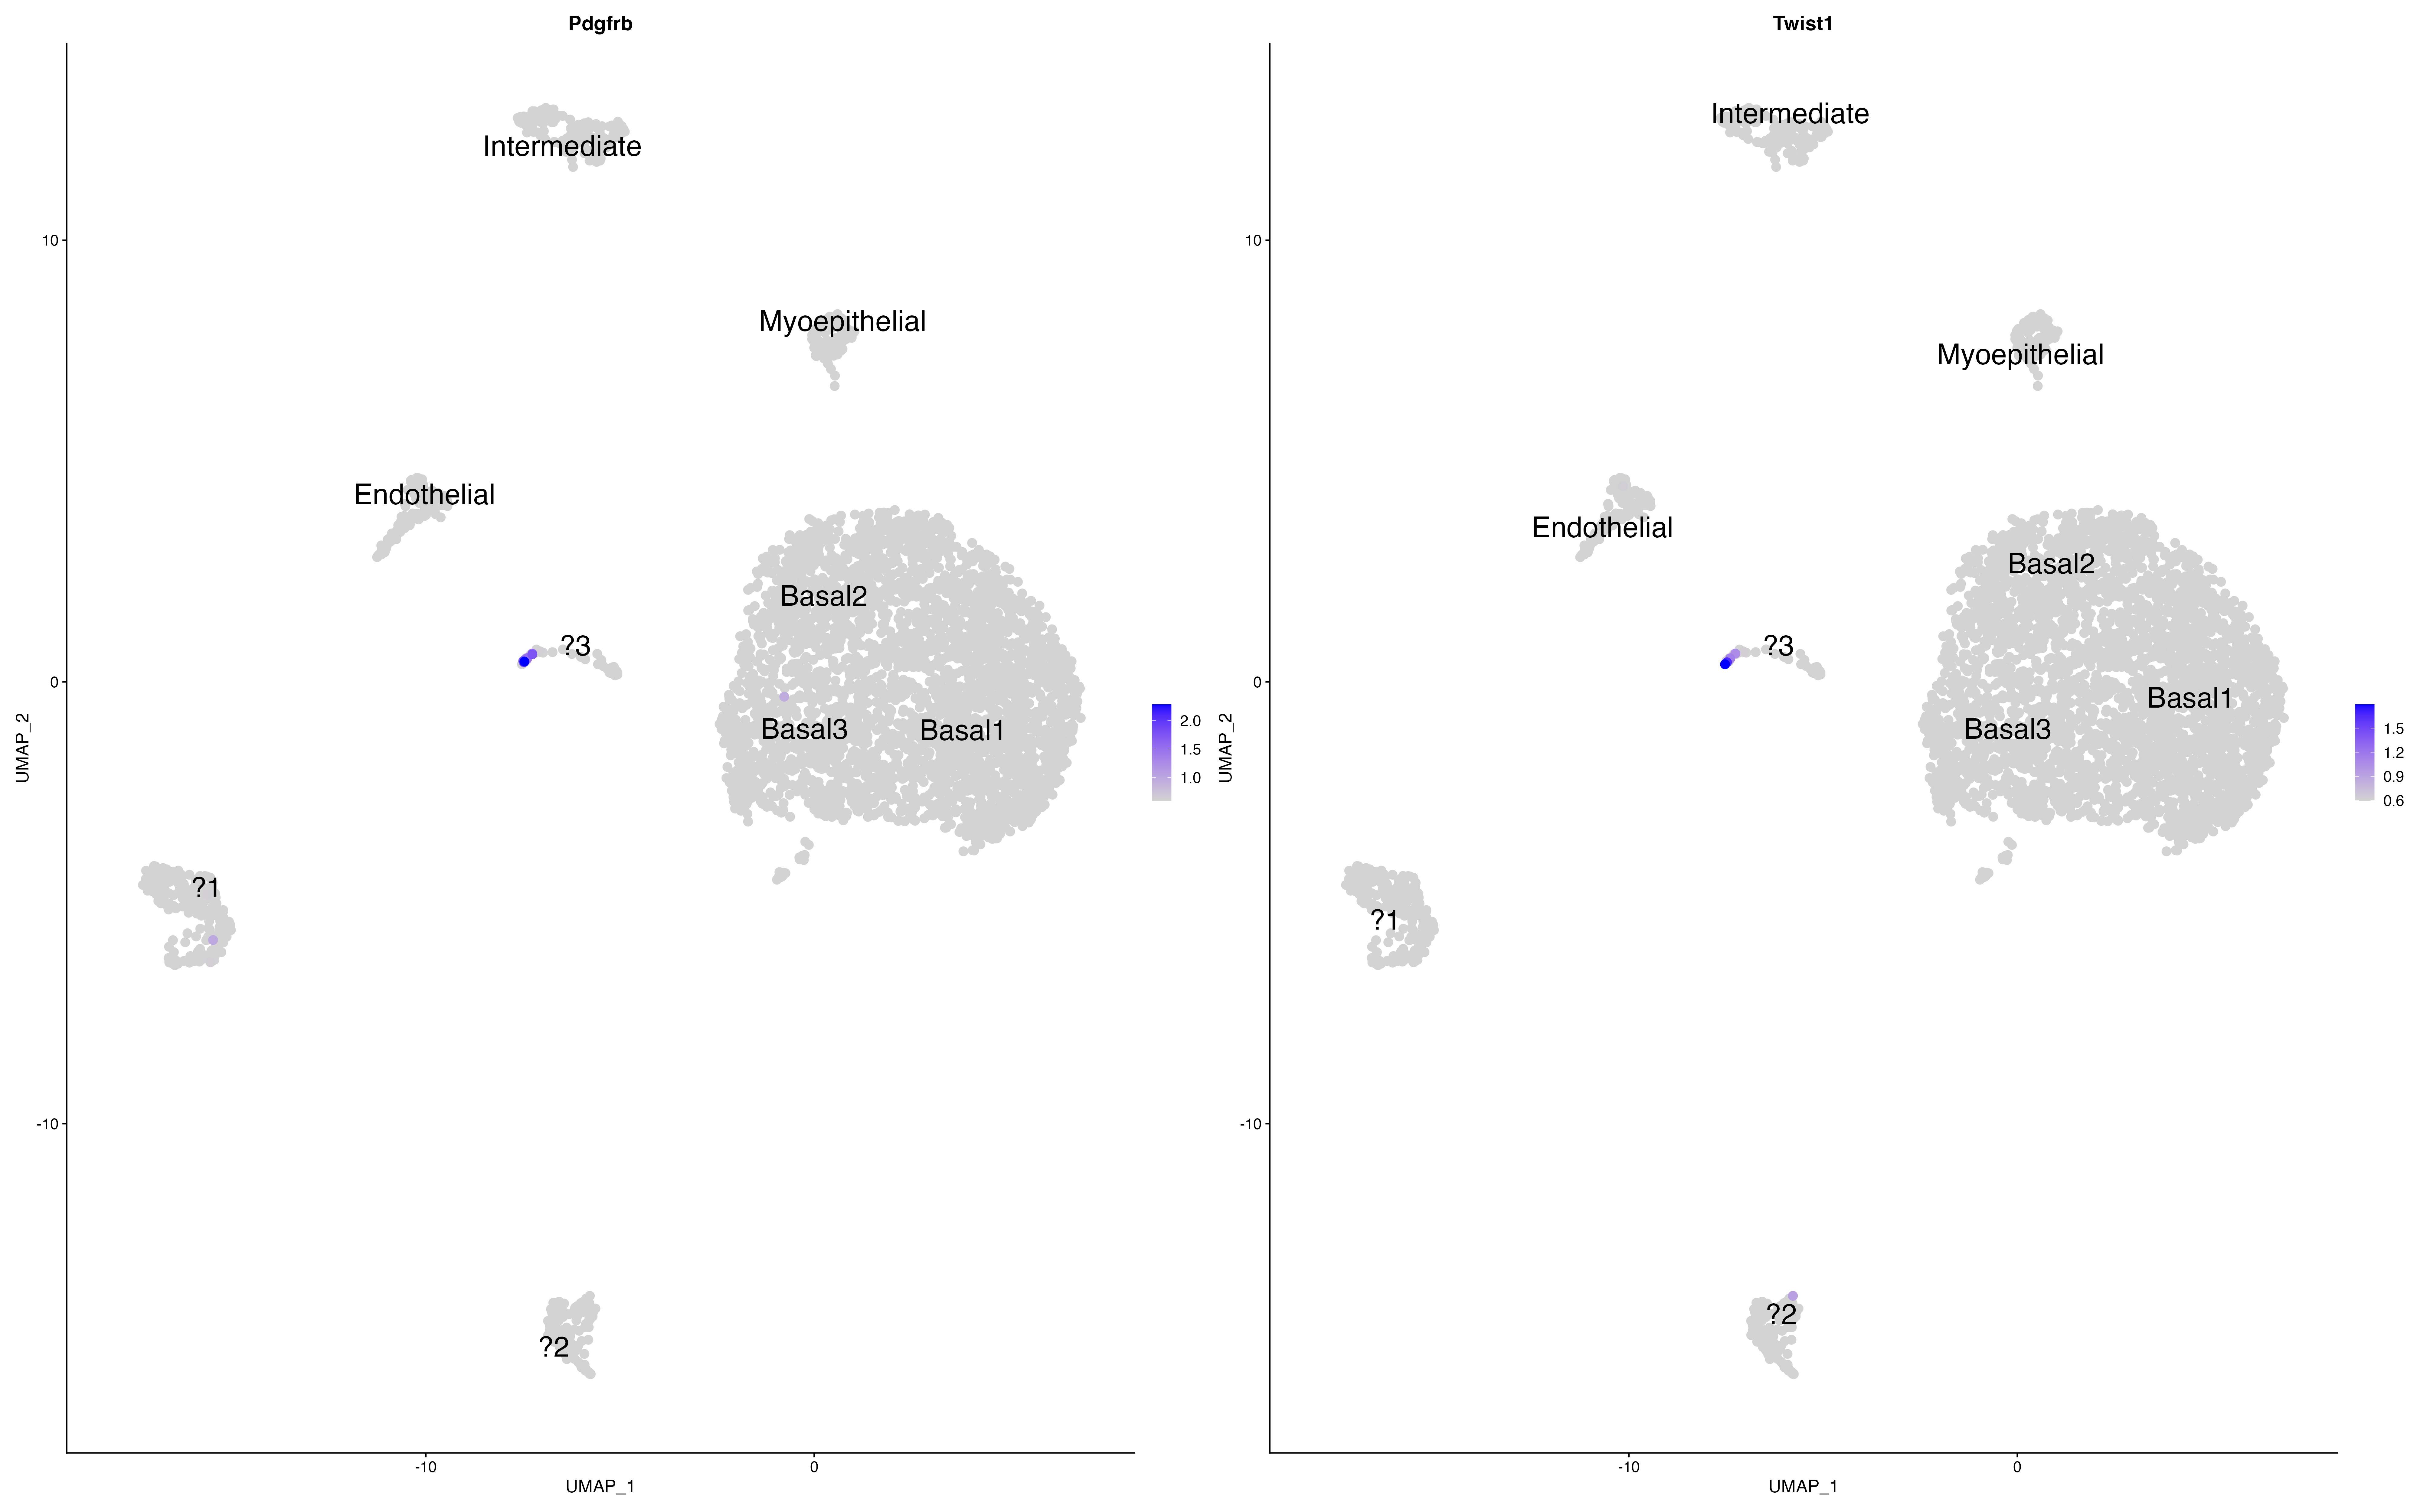 Pdgfrb
Intermediate
10
Myoepithelial
Endothelial
Basal2
?3
0
Basal3
Basal1
2.0
1.5
1.0
UMAP_2
?1
-10
?2
-10
0
UMAP_1
Twist1
Intermediate
10
Myoepithelial
Endothelial
Basal2
?3
0
Basal1
Basal3
1.5
1.2
0.9
0.6
UMAP_2
?1
-10
?2
-10
0
UMAP_1